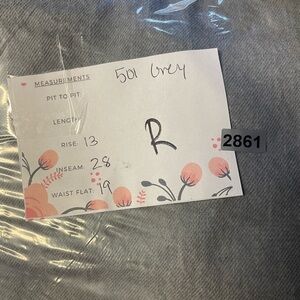 MEASUREMENTS
501 Grey
PIT TO PIT:
LENGTH:
RISE: 13
R
2861
INSEAM: 28
WAIST FLAT: 19